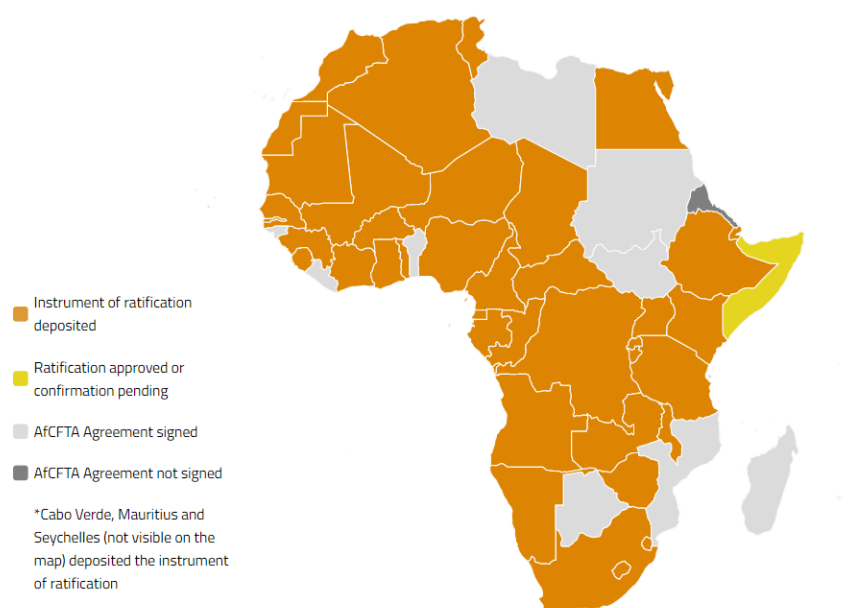 Instrument of ratification
deposited
Ratification approved or
confirmation pending
AfCFTA Agreement signed
AfCFTA Agreement not signed
*Cabo Verde, Mauritius and
Seychelles (not visible on the
map) deposited the instrument
of ratification